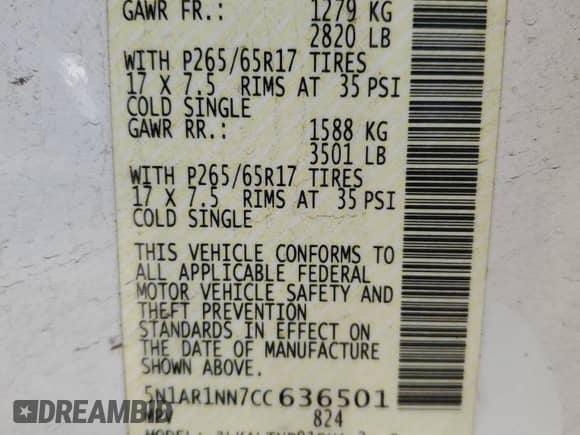 GAWR FR.: 1279 KG
2820 LB
WITH P265/65R17 TIRES
17 X 7.5 RIMS AT 35 PSI
COLD SINGLE
GAWR RR.: 1588 KG
3501 LB
WITH P265/65R17 TIRES
17 X 7.5 RIMS AT 35 PSI
COLD SINGLE
THIS VEHICLE CONFORMS TO
ALL APPLICABLE FEDERAL
MOTOR VEHICLE SAFETY AND
THEFT PREVENTION
STANDARDS IN EFFECT ON
THE DATE OF MANUFACTURE
SHOWN ABOVE.
5N1AR1NN7CC636501
824
DREAMBID.com
DREAMBID.com